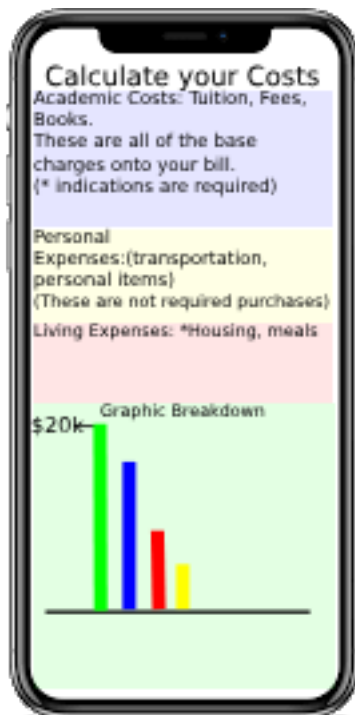 Calculate your Costs
Academic Costs: Tuition, Fees,
Books.
These are all of the base
charges onto your bill.
(* indications are required)
Personal
Expenses:(transportation,
personal items)
(These are not required purchases)
Living Expenses: *Housing, meals
Graphic Breakdown
$20k